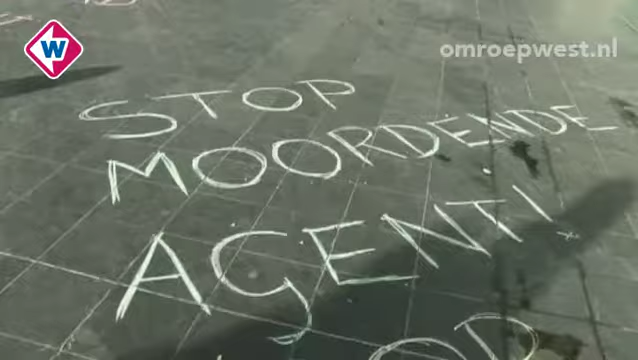 W
omroepwest.nl
STOP
MOORDENDE
AGENTI